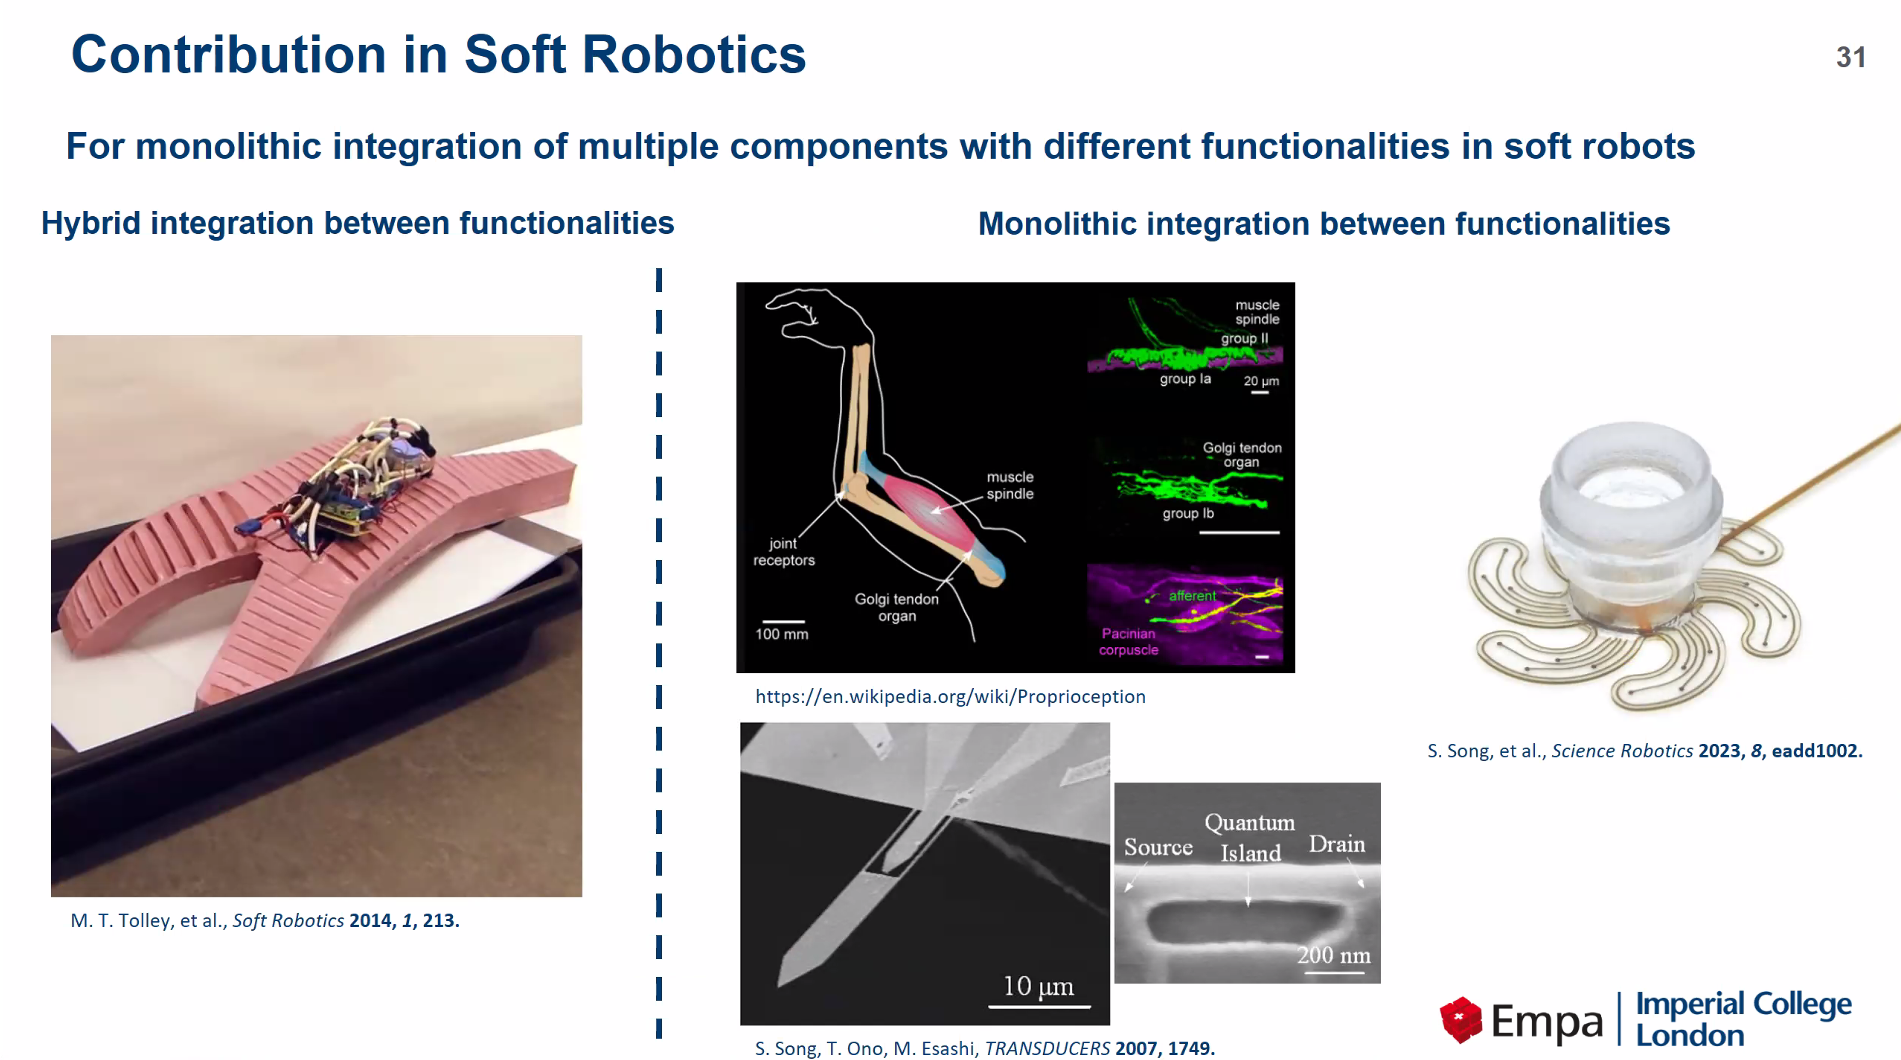 Contribution in Soft Robotics
31
For monolithic integration of multiple components with different functionalities in soft robots
Hybrid integration between functionalities
Monolithic integration between functionalities
M. T. Tolley, et al., Soft Robotics 2014, 1, 213.
muscle
spindle
joint
receptors
Golgi tendon
organ
100 mm
muscle
spindle
group II
group Ia
20 µm
Golgi tendon
organ
group Ib
afferent
Pacinian
corpuscle
https://en.wikipedia.org/wiki/Proprioception
10 µm
Source
Quantum
Island
Drain
200 nm
S. Song, T. Ono, M. Esashi, TRANSDUCERS 2007, 1749.
S. Song, et al., Science Robotics 2023, 8, eadd1002.
Empa
Imperial College
London